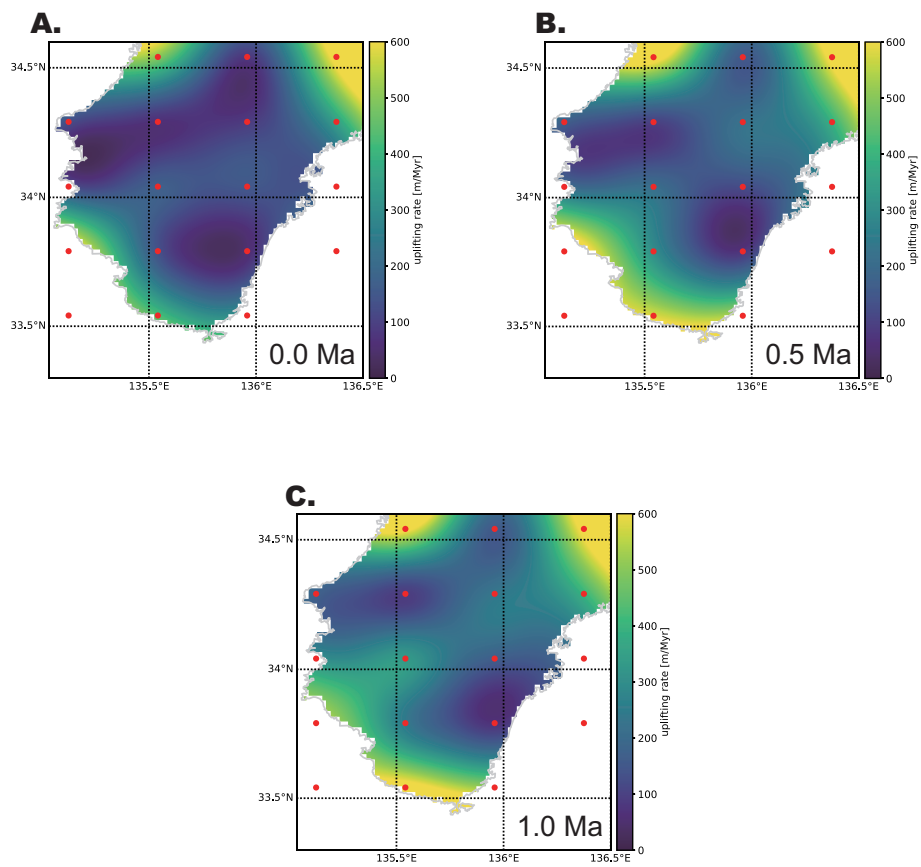 A.
34.5°N
34°N
33.5°N
135.5°E
136°E
136.5°E
0.0 Ma
600
500
400
300
200
100
0
uplifting rate [m/Myr]
B.
34.5°N
34°N
33.5°N
135.5°E
136°E
136.5°E
0.5 Ma
600
500
400
300
200
100
0
uplifting rate [m/Myr]
C.
34.5°N
34°N
33.5°N
135.5°E
136°E
136.5°E
1.0 Ma
600
500
400
300
200
100
0
uplifting rate [m/Myr]